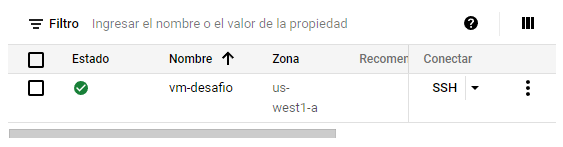 Filtro Ingresar el nombre o el valor de la propiedad
Estado Nombre Zona Recomen Conectar
vm-desafio us- SSH
west1-a